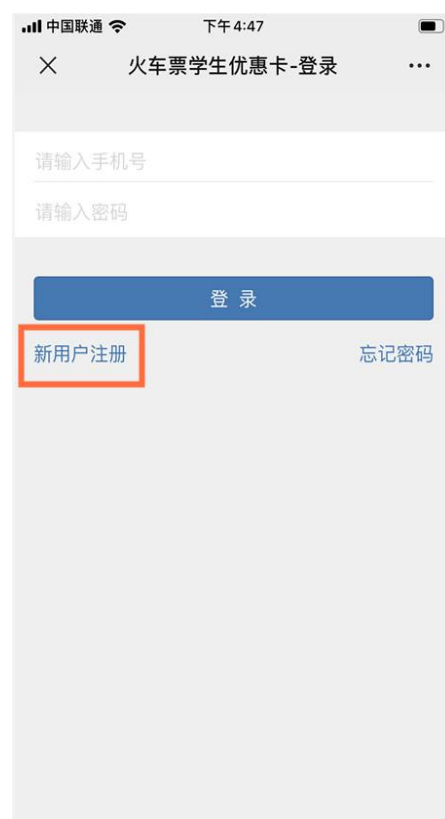 中国联通 下午4:47
火车票学生优惠卡-登录
请输入手机号
请输入密码
登录
新用户注册 忘记密码